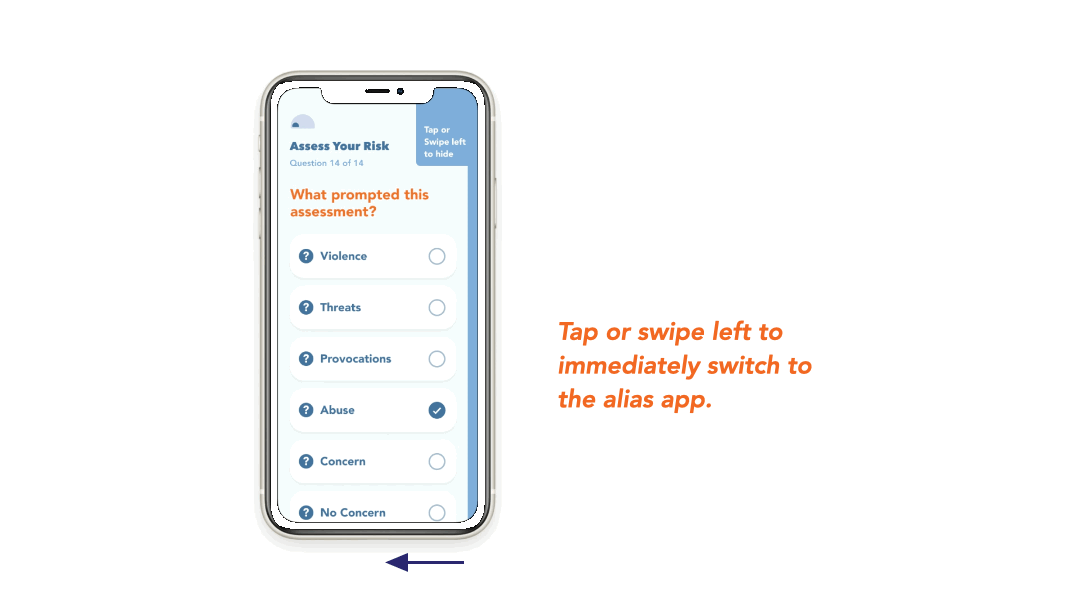 Assess Your Risk
Question 14 of 14
Tap or
Swipe left
to hide
What prompted this
assessment?
? Violence
? Threats
? Provocations
? Abuse
? Concern
? No Concern
Tap or swipe left to
immediately switch to
the alias app.